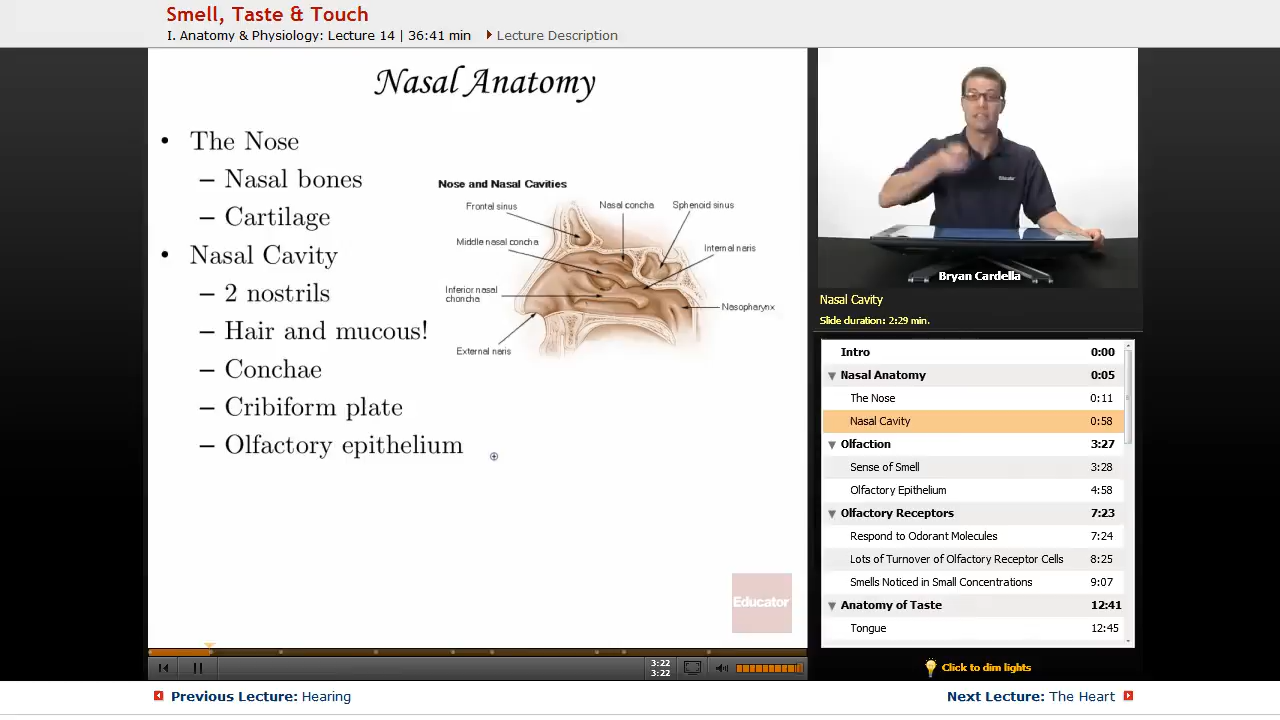 Smell, Taste & Touch
I. Anatomy & Physiology: Lecture 14 | 36:41 min Lecture Description
Nasal Anatomy
• The Nose
– Nasal bones
– Cartilage
• Nasal Cavity
– 2 nostrils
– Hair and mucous!
– Conchae
– Cribiform plate
– Olfactory epithelium
Nose and Nasal Cavities
Frontal sinus
Nasal concha
Sphenoid sinus
Middle nasal concha
Internal naris
Inferior nasal
choncha
Nasopharynx
External naris
Educator
Bryan Cardella
Nasal Cavity
Slide duration: 2:29 min.
Intro 0:00
Nasal Anatomy 0:05
The Nose 0:11
Nasal Cavity 0:58
Olfaction 3:27
Sense of Smell 3:28
Olfactory Epithelium 4:58
Olfactory Receptors 7:23
Respond to Odorant Molecules 7:24
Lots of Turnover of Olfactory Receptor Cells 8:25
Smells Noticed in Small Concentrations 9:07
Anatomy of Taste 12:41
Tongue 12:45
3:22
3:22
Click to dim lights
Previous Lecture: Hearing
Next Lecture: The Heart